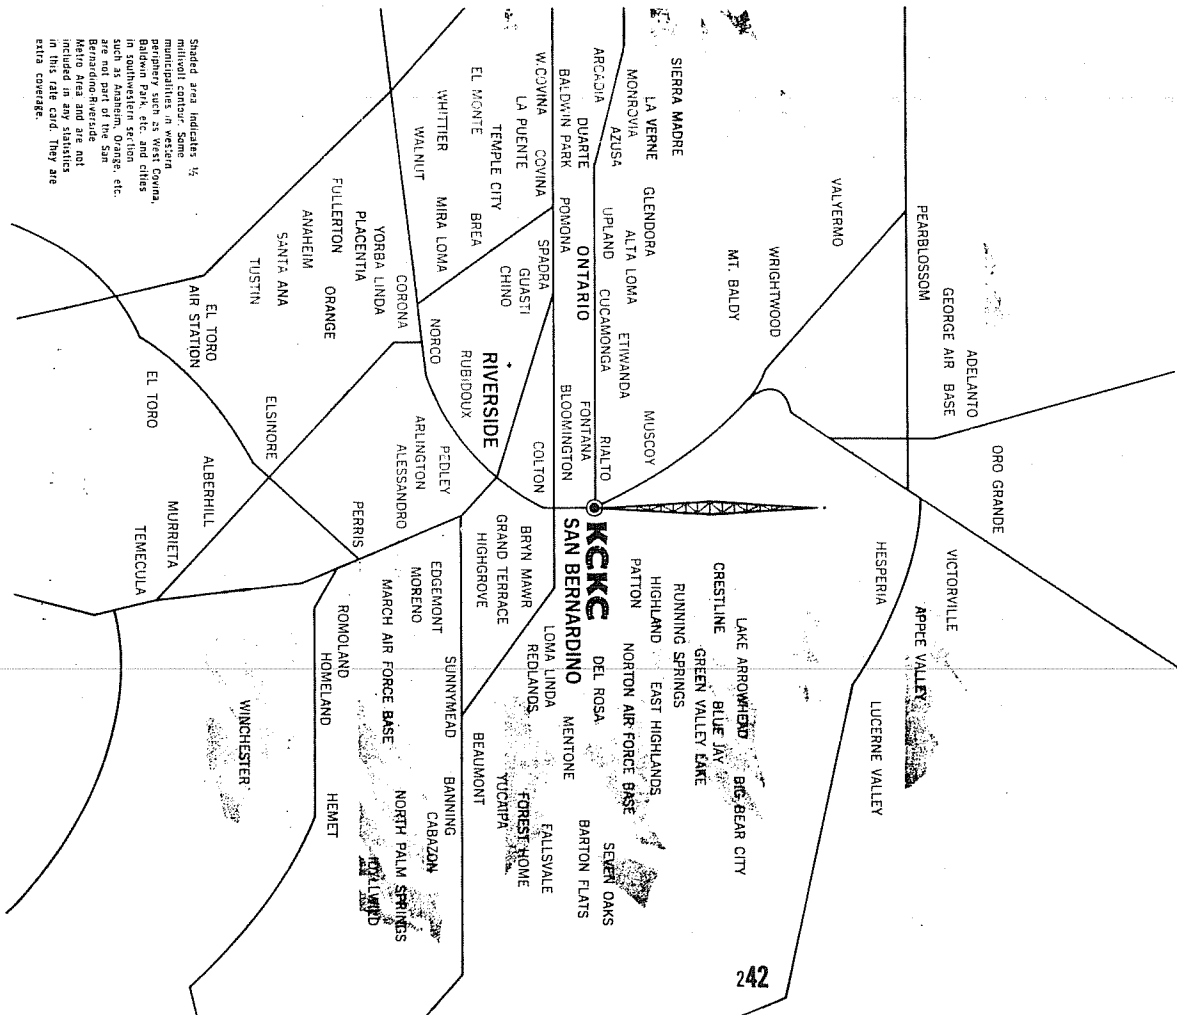 ORO GRANDE
ADELANTO
GEORGE AIR BASE
VICTORVILLE
PEARBLOSSOM
APPLE VALLEY
HESPERIA
LUCERNE VALLEY
VALYERMO
WRIGHTWOOD
MT. BALDY
LAKE ARROWHEAD
BIG BEAR CITY
CRESTLINE
BLUE JAY
GREEN VALLEY LAKE
RUNNING SPRINGS
SIERRA MADRE
LA VERNE
GLENDORA
MUSCOY
HIGHLAND
EAST HIGHLANDS
MONROVIA
ALTA LOMA
ETIWANDA
PATTON
NORTON AIR FORCE BASE
AZUSA
UPLAND
CUCAMONGA
RIALTO
SEVEN OAKS
ARCADIA
KCKC
DEL ROSA
DUARTE
ONTARIO
FONTANA
BARTON FLATS
BALDWIN PARK
POMONA
BLOOMINGTON
SAN BERNARDINO
MENTONE
W.COVINA
COVINA
SPADRA
COLTON
LOMA LINDA
FALLSVALE
REDLANDS
LA PUENTE
GUASTI
BRYN MAWR
FOREST HOME
TEMPLE CITY
CHINO
GRAND TERRACE
YUCAIPA
EL MONTE
BREA
RIVERSIDE
HIGHGROVE
BEAUMONT
RUBIDOUX
WHITTIER
MIRA LOMA
NORCO
PEDLEY
SUNNYMEAD
BANNING
WALNUT
ARLINGTON
EDGEMONT
CABAZON
CORONA
ALESSANDRO
MORENO
NORTH PALM SPRINGS
YORBA LINDA
MARCH AIR FORCE BASE
PLACENTIA
IDYLLWILD
FULLERTON
ORANGE
PERRIS
ROMOLAND
HOMELAND
HEMET
ANAHEIM
SANTA ANA
TUSTIN
ELSINORE
WINCHESTER
EL TORO
AIR STATION
ALBERHILL
MURRIETA
EL TORO
TEMECULA
Shaded area indicates ½
millivolt contour. Some
municipalities in western
periphery such as West Covina,
Baldwin Park, etc. and cities
in southwestern section
such as Anaheim, Orange, etc.
are not part of the San
Bernardino-Riverside
Metro Area and are not
included in any statistics
in this rate card. They are
extra coverage.
242